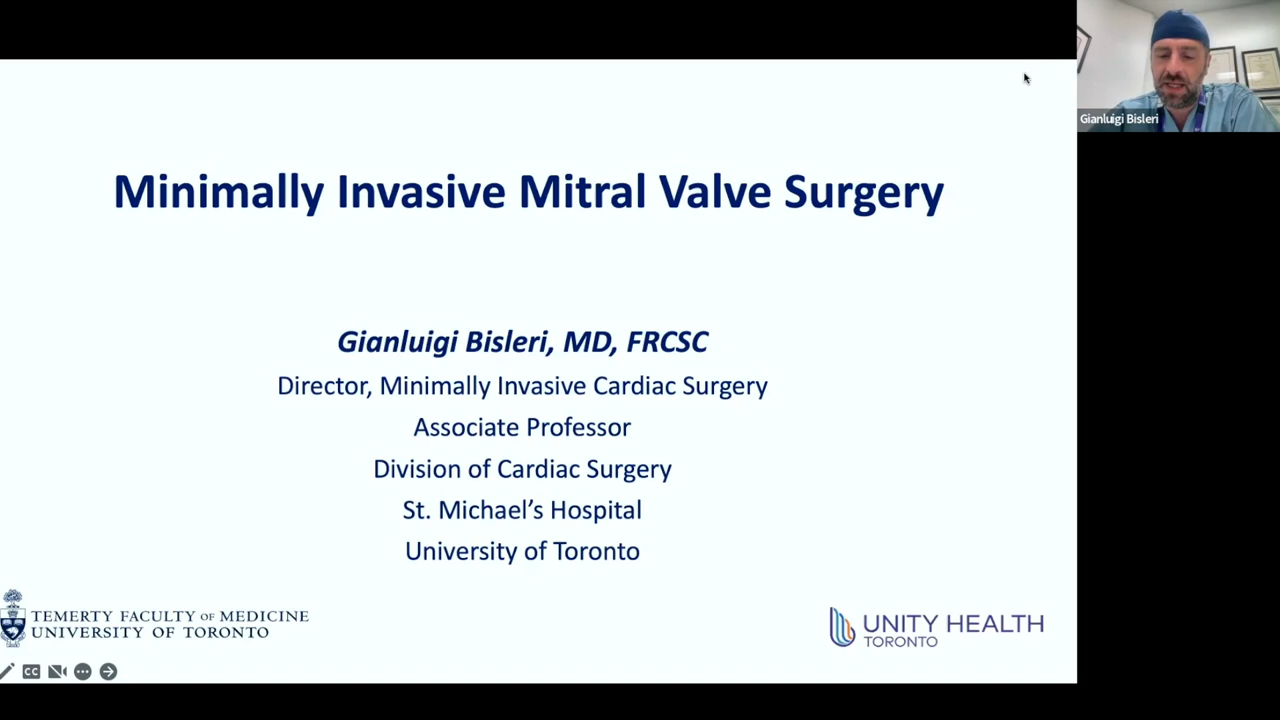 Minimally Invasive Mitral Valve Surgery
Gianluigi Bisleri, MD, FRCSC
Director, Minimally Invasive Cardiac Surgery
Associate Professor
Division of Cardiac Surgery
St. Michael’s Hospital
University of Toronto
TEMERTY FACULTY OF MEDICINE
UNIVERSITY OF TORONTO
UNITY HEALTH
TORONTO
CC
Gianluigi Bisleri